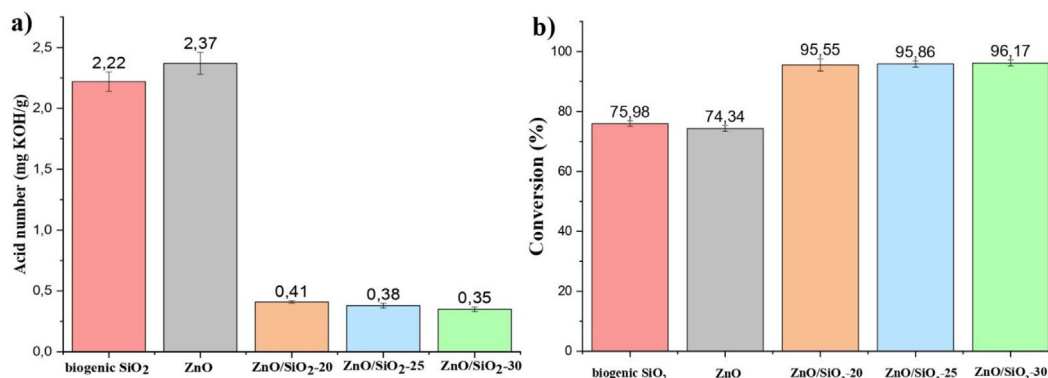 a)
Acid number (mg KOH/g)
2,5
2,0
1,5
1,0
0,5
0,0
2,22
2,37
0,41
0,38
0,35
biogenic SiO₂
ZnO
ZnO/SiO₂-20
ZnO/SiO₂-25
ZnO/SiO₂-30
b)
Conversion (%)
100
80
60
40
20
0
75,98
74,34
95,55
95,86
96,17
biogenic SiO₂
ZnO
ZnO/SiO₂-20
ZnO/SiO₂-25
ZnO/SiO₂-30